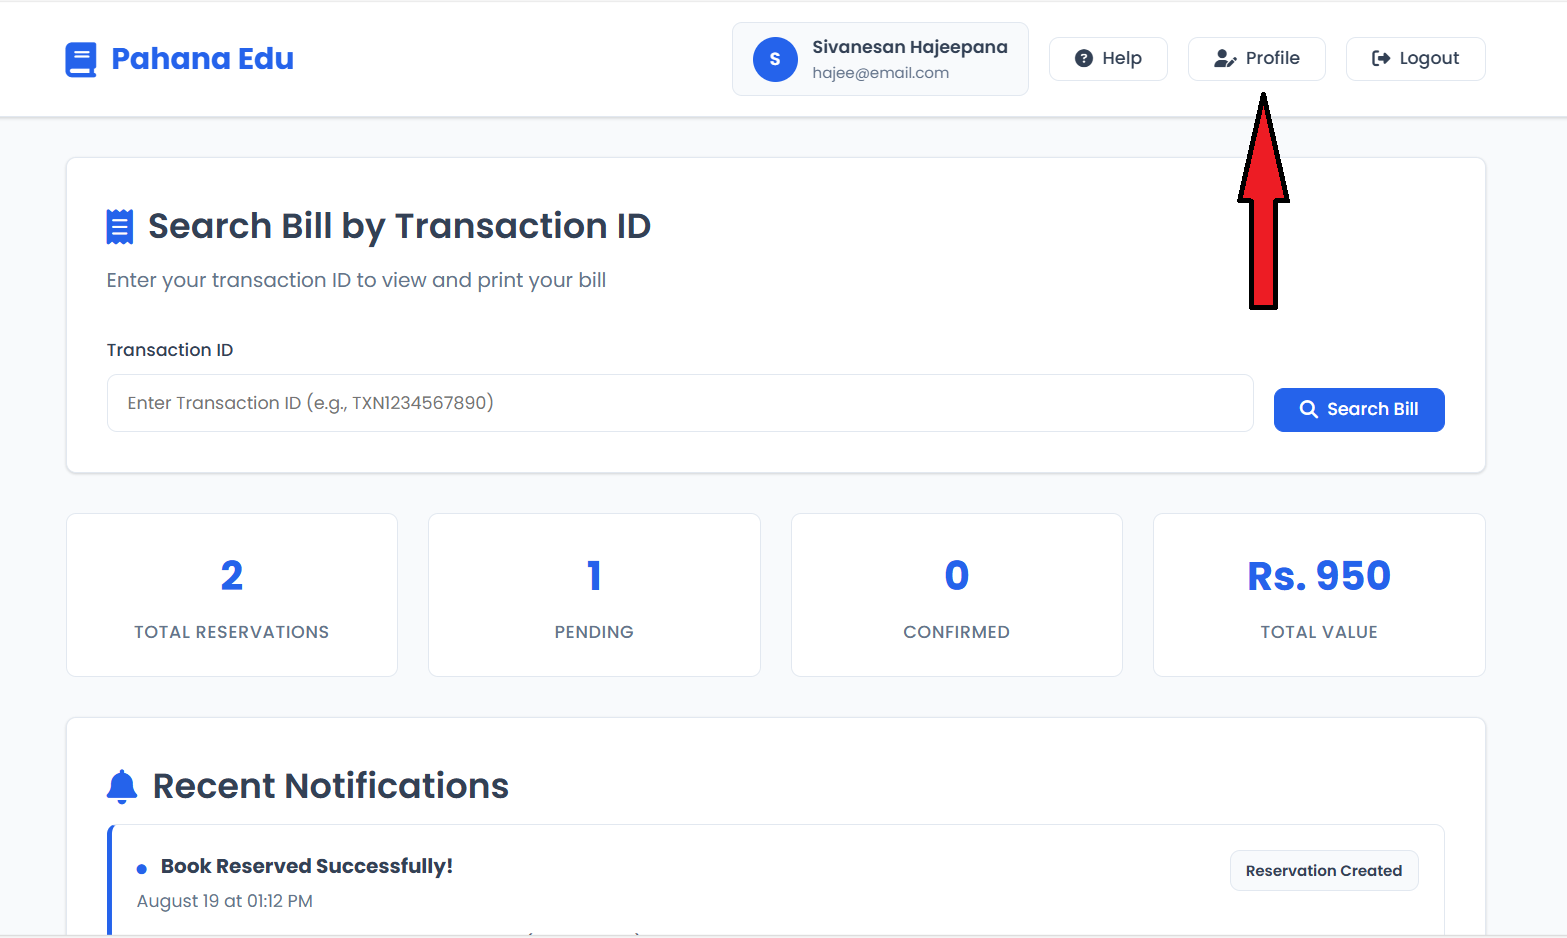 Pahana Edu
S
Sivanesan Hajeepana
hajee@email.com
Help
Profile
Logout
Search Bill by Transaction ID
Enter your transaction ID to view and print your bill
Transaction ID
Enter Transaction ID (e.g., TXN1234567890)
Search Bill
2
TOTAL RESERVATIONS
1
PENDING
0
CONFIRMED
Rs. 950
TOTAL VALUE
Recent Notifications
Book Reserved Successfully!
Reservation Created
August 19 at 01:12 PM